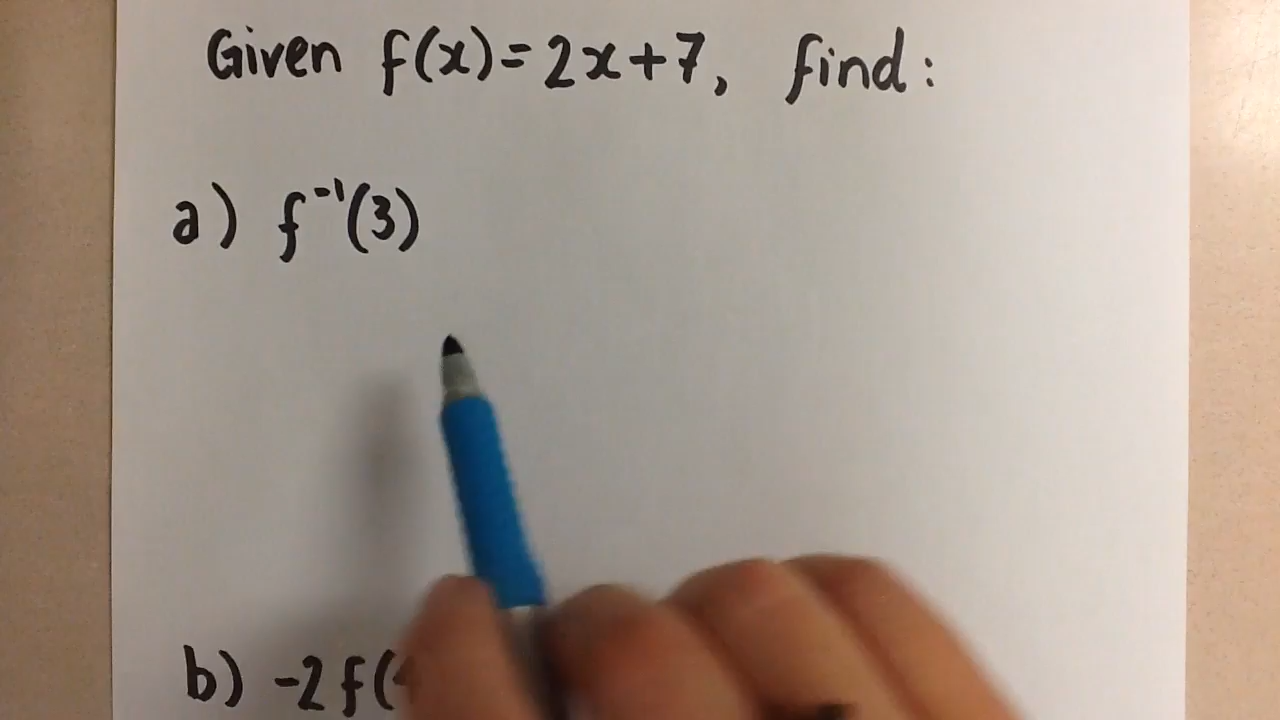 Given f(x)=2x+7, find:
a) f⁻¹(3)
b) -2f(